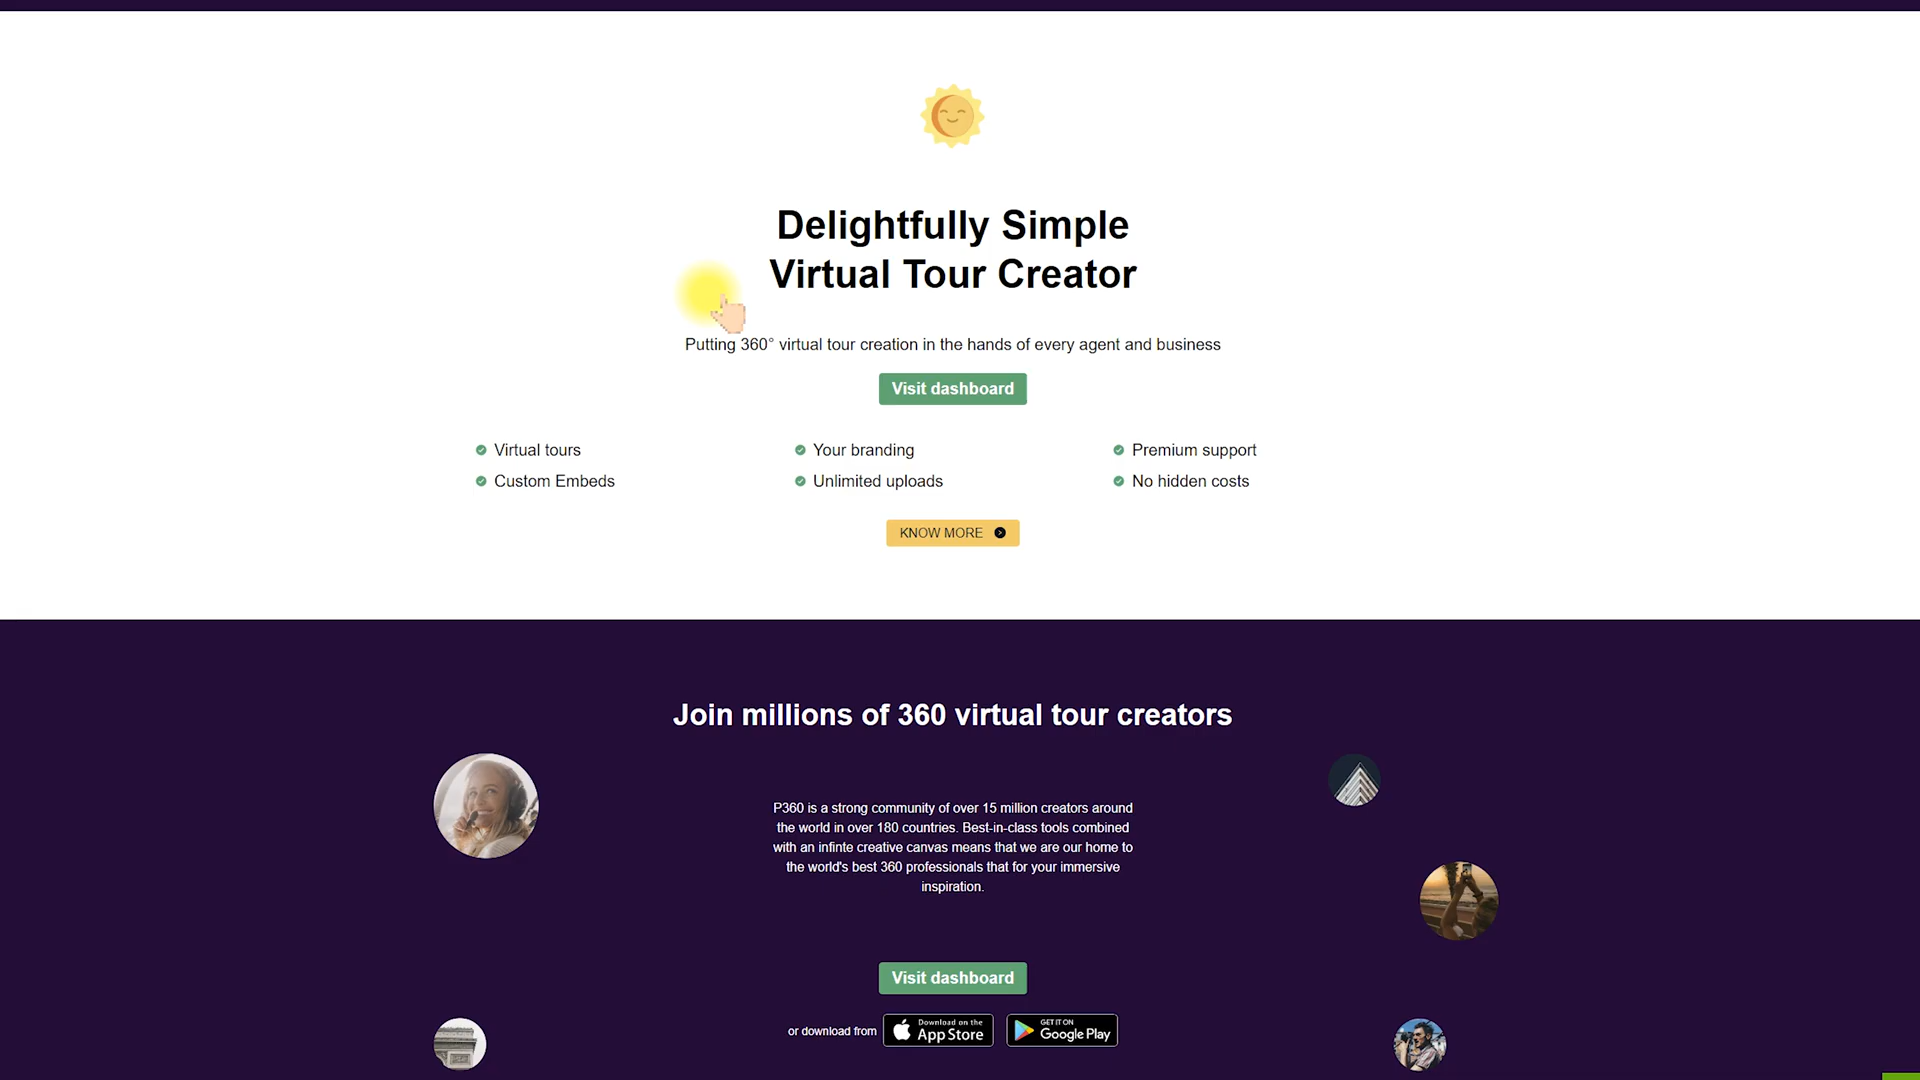 Delightfully Simple
Virtual Tour Creator
Putting 360° virtual tour creation in the hands of every agent and business
Visit dashboard
Virtual tours
Your branding
Premium support
Custom Embeds
Unlimited uploads
No hidden costs
KNOW MORE
Join millions of 360 virtual tour creators
P360 is a strong community of over 15 million creators around
the world in over 180 countries. Best-in-class tools combined
with an infinte creative canvas means that we are our home to
the world's best 360 professionals that for your immersive
inspiration.
Visit dashboard
or download from
Download on the
App Store
GET IT ON
Google Play